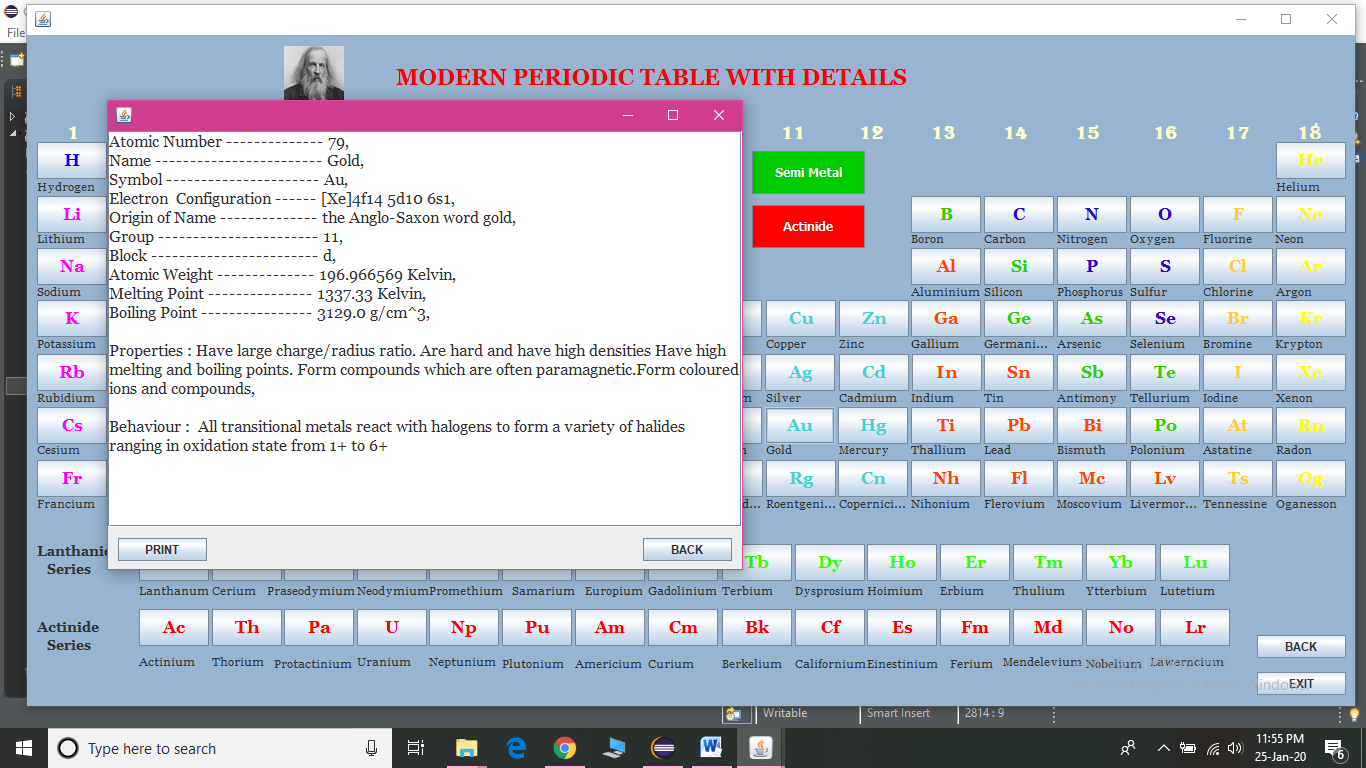 File
MODERN PERIODIC TABLE WITH DETAILS
1
11 12 13 14 15 16 17 18
Atomic Number -------------- 79,
Name ------------------------ Gold,
Symbol ---------------------- Au,
Electron  Configuration ------ [Xe]4f14 5d10 6s1,
Origin of Name -------------- the Anglo-Saxon word gold,
Group ----------------------- 11,
Block ------------------------ d,
Atomic Weight -------------- 196.966569 Kelvin,
Melting Point --------------- 1337.33 Kelvin,
Boiling Point ---------------- 3129.0 g/cm^3,
Properties : Have large charge/radius ratio. Are hard and have high densities Have high
melting and boiling points. Form compounds which are often paramagnetic.Form coloured
ions and compounds,
Behaviour :  All transitional metals react with halogens to form a variety of halides
ranging in oxidation state from 1+ to 6+
PRINT BACK
Semi Metal
Actinide
H He
Hydrogen Helium
Li B C N O F Ne
Lithium Boron Carbon Nitrogen Oxygen Fluorine Neon
Na Al Si P S Cl Ar
Sodium Aluminium Silicon Phosphorus Sulfur Chlorine Argon
K Cu Zn Ga Ge As Se Br Kr
Potassium Copper Zinc Gallium Germani... Arsenic Selenium Bromine Krypton
Rb Ag Cd In Sn Sb Te I Xe
Rubidium Silver Cadmium Indium Tin Antimony Tellurium Iodine Xenon
Cs Au Hg Ti Pb Bi Po At Rn
Cesium Gold Mercury Thallium Lead Bismuth Polonium Astatine Radon
Fr Rg Cn Nh Fl Mc Lv Ts Og
Francium Roentgeni... Copernici... Nihonium Flerovium Moscovium Livermor... Tennessine Oganesson
Lanthanide
Series
Tb Dy Ho Er Tm Yb Lu
Lanthanum Cerium Praseodymium Neodymium Promethium Samarium Europium Gadolinium Terbium Dysprosium Hoimium Erbium Thulium Ytterbium Lutetium
Actinide
Series
Ac Th Pa U Np Pu Am Cm Bk Cf Es Fm Md No Lr
Actinium Thorium Protactinium Uranium Neptunium Plutonium Americium Curium Berkelium Californium Einestinium Ferium Mendelevium Nobelium Lawerncium
BACK
Go to Settings to activate Windows.
EXIT
Writable Smart Insert 2814 : 9
Type here to search
11:55 PM
25-Jan-20
6